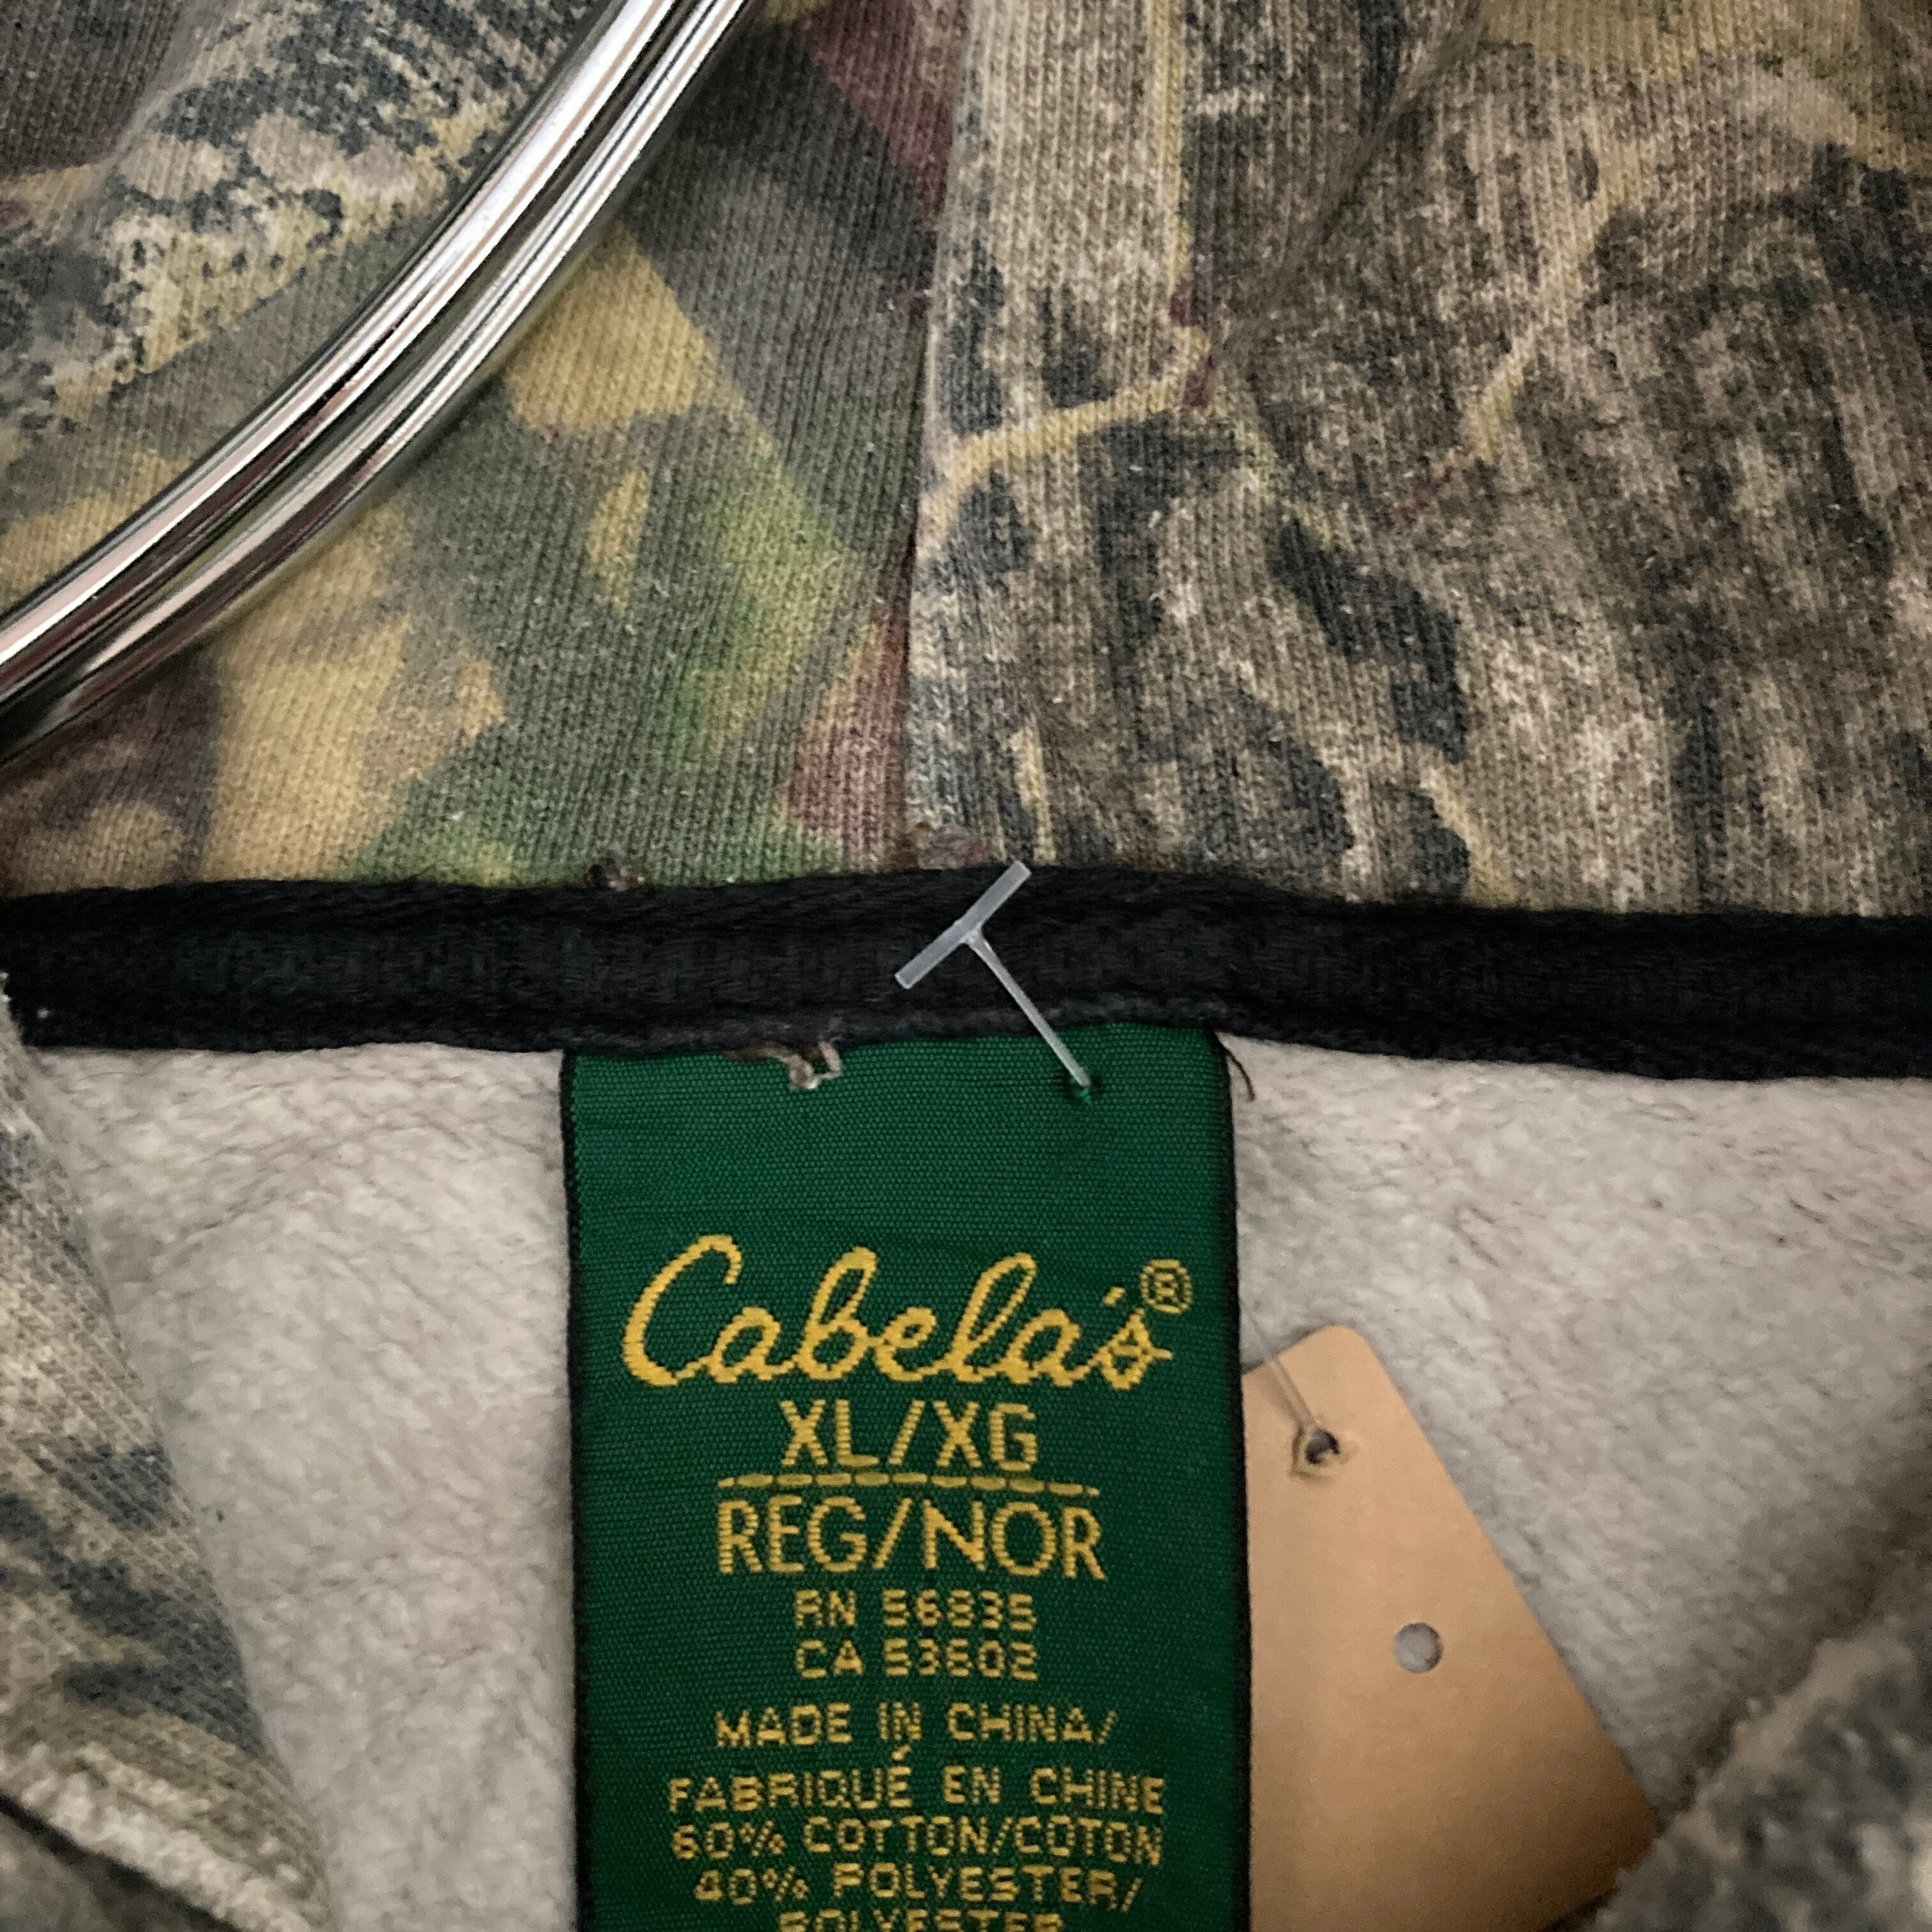 Cabela's®
XL/XG
REG/NOR
RN 56835
CA 53602
MADE IN CHINA/
FABRIQUÉ EN CHINE
60% COTTON/COTON
40% POLYESTER/
POLYESTER